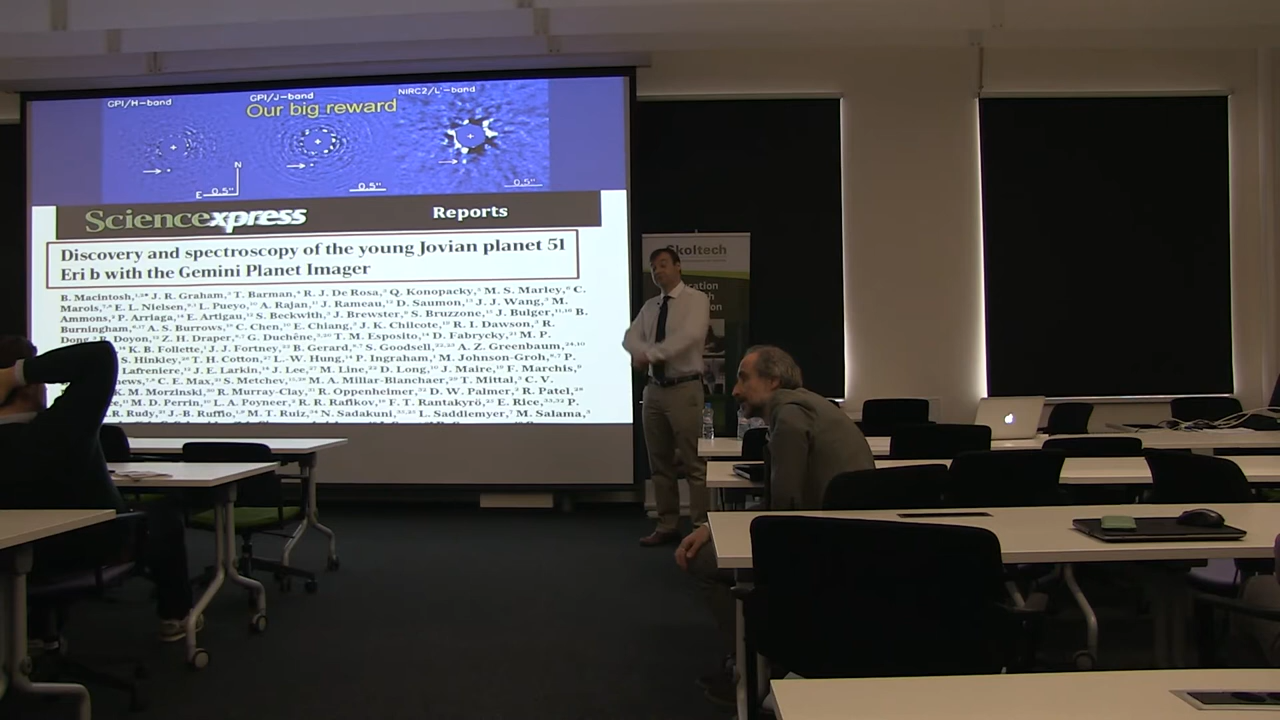 GPI/H-band
GPI/J-band
NIRC2/L'-band
Our big reward
N
E
0.5"
0.5"
0.5"
Sciencexpress
Reports
Discovery and spectroscopy of the young Jovian planet 51
Eri b with the Gemini Planet Imager
B. Macintosh, J. R. Graham, T. Barman, R. J. De Rosa, Q. Konopacky, M. S. Marley, C.
Marois, E. L. Nielsen, L. Pueyo, A. Rajan, J. Rameau, D. Saumon, J. J. Wang, M.
Ammons, P. Arriaga, E. Artigau, S. Beckwith, J. Brewster, S. Bruzzone, J. Bulger, B.
Burningham, A. S. Burrows, C. Chen, E. Chiang, J. K. Chilcote, R. I. Dawson, R.
Dong, R. Doyon, Z. H. Draper, G. Duchêne, T. M. Esposito, D. Fabrycky, M. P.
K. B. Follette, J. J. Fortney, B. Gerard, S. Goodsell, A. Z. Greenbaum,
S. Hinkley, T. H. Cotten, L.-W. Hung, P. Ingraham, M. Johnson-Groh, P.
Lafreniere, J. E. Larkin, J. Lee, M. Line, D. Long, J. Maire, F. Marchis,
C. E. Max, S. Metchev, M. A. Millar-Blanchaer, T. Mittal, C. V.
K. M. Morzinski, R. Murray-Clay, R. Oppenheimer, D. W. Palmer, R. Patel,
M. D. Perrin, L. A. Poyneer, R. R. Rafikov, F. T. Rantakyrö, E. Rice, P.
R. Rudy, J.-B. Ruffio, M. T. Ruiz, N. Sadakuni, L. Saddlemyer, M. Salama,
Skoltech